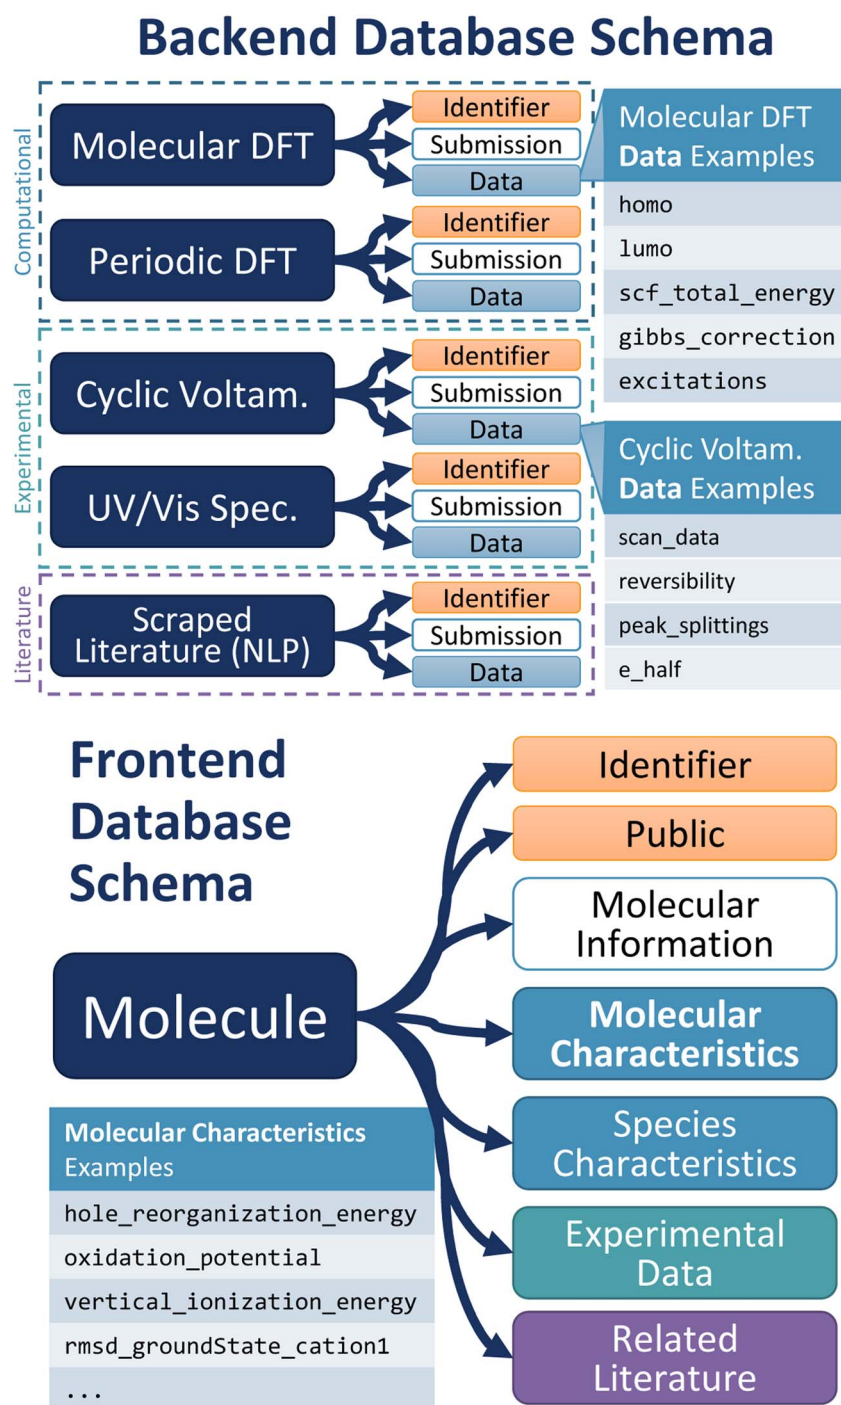 Backend Database Schema
Computational
Molecular DFT
Identifier
Submission
Data
Periodic DFT
Identifier
Submission
Data
Molecular DFT
Data Examples
homo
lumo
scf_total_energy
gibbs_correction
excitations
Experimental
Cyclic Voltam.
Identifier
Submission
Data
UV/Vis Spec.
Identifier
Submission
Data
Cyclic Voltam.
Data Examples
scan_data
reversibility
peak_splittings
e_half
Literature
Scraped
Literature (NLP)
Identifier
Submission
Data
Frontend
Database
Schema
Molecule
Identifier
Public
Molecular
Information
Molecular
Characteristics
Species
Characteristics
Experimental
Data
Related
Literature
Molecular Characteristics
Examples
hole_reorganization_energy
oxidation_potential
vertical_ionization_energy
rmsd_groundState_cation1
...